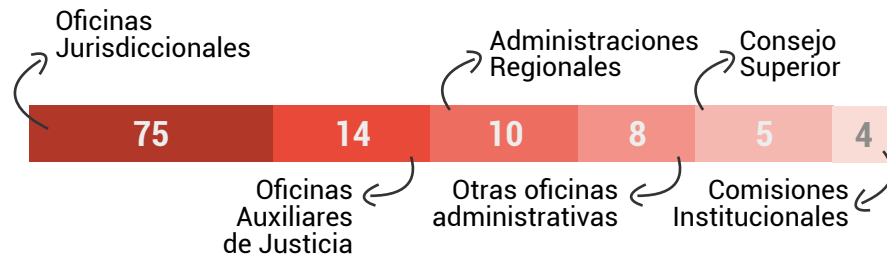 Oficinas
Jurisdiccionales
Administraciones
Regionales
Consejo
Superior
75
14
10
8
5
4
Oficinas
Auxiliares
de Justicia
Otras oficinas
administrativas
Comisiones
Institucionales